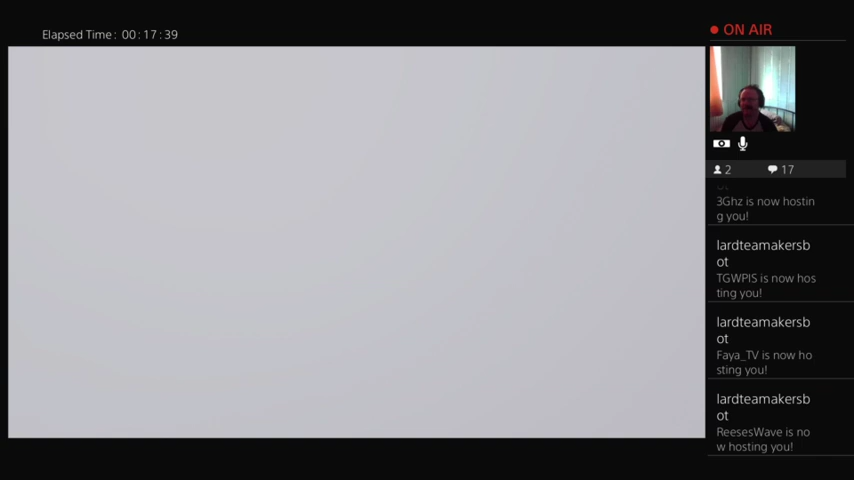 Elapsed Time: 00:17:39
ON AIR
2 17
3Ghz is now hostin
g you!
lardteamakersb
ot
TGWPIS is now hos
ting you!
lardteamakersb
ot
Faya_TV is now ho
sting you!
lardteamakersb
ot
ReesesWave is no
w hosting you!